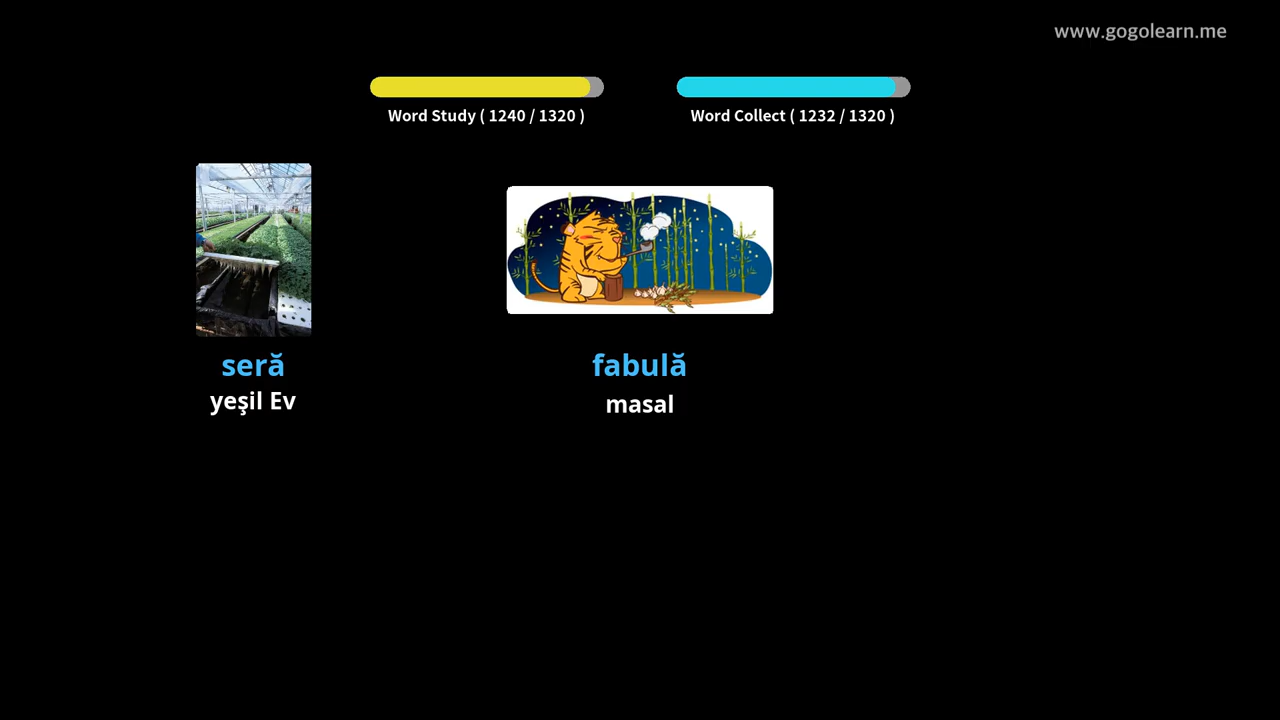 www.gogolearn.me
Word Study ( 1240 / 1320 )
Word Collect ( 1232 / 1320 )
seră
yeşil Ev
fabulă
masal